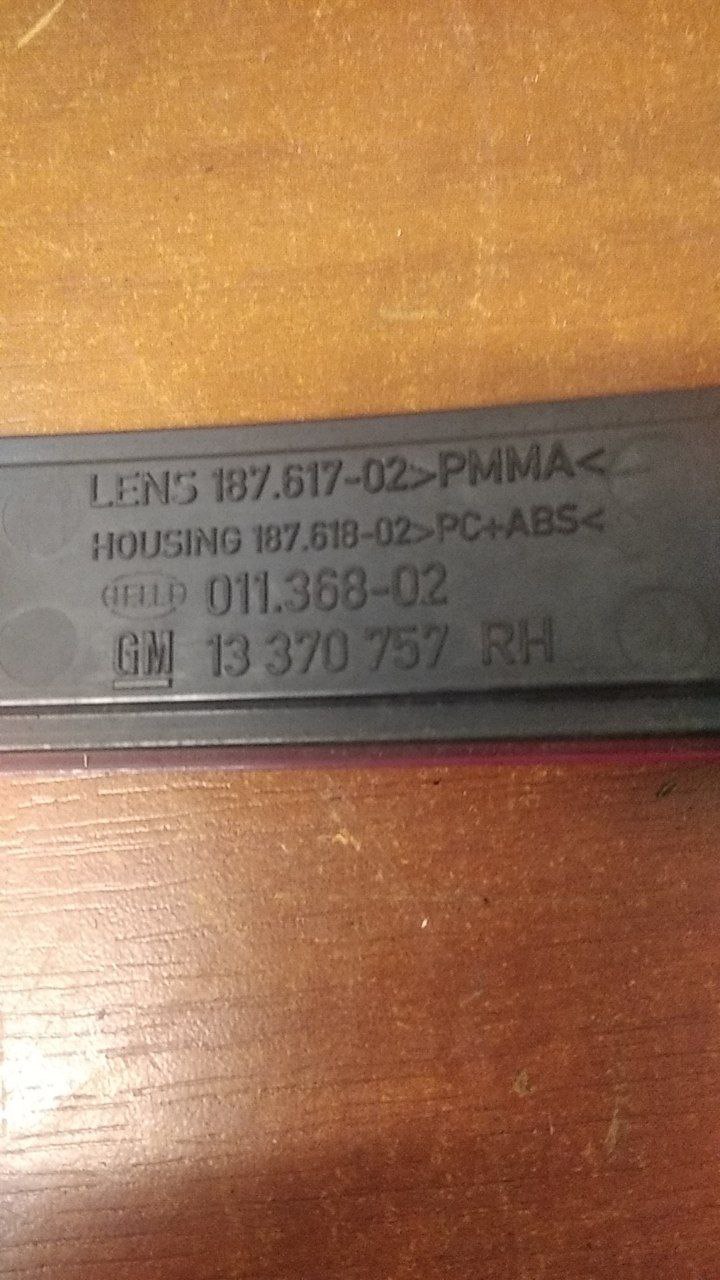 LENS 187.617-02>PMMA<
HOUSING 187.618-02>PC+ABS<
HELLA 011.368-02
GM 13 370 757 RH